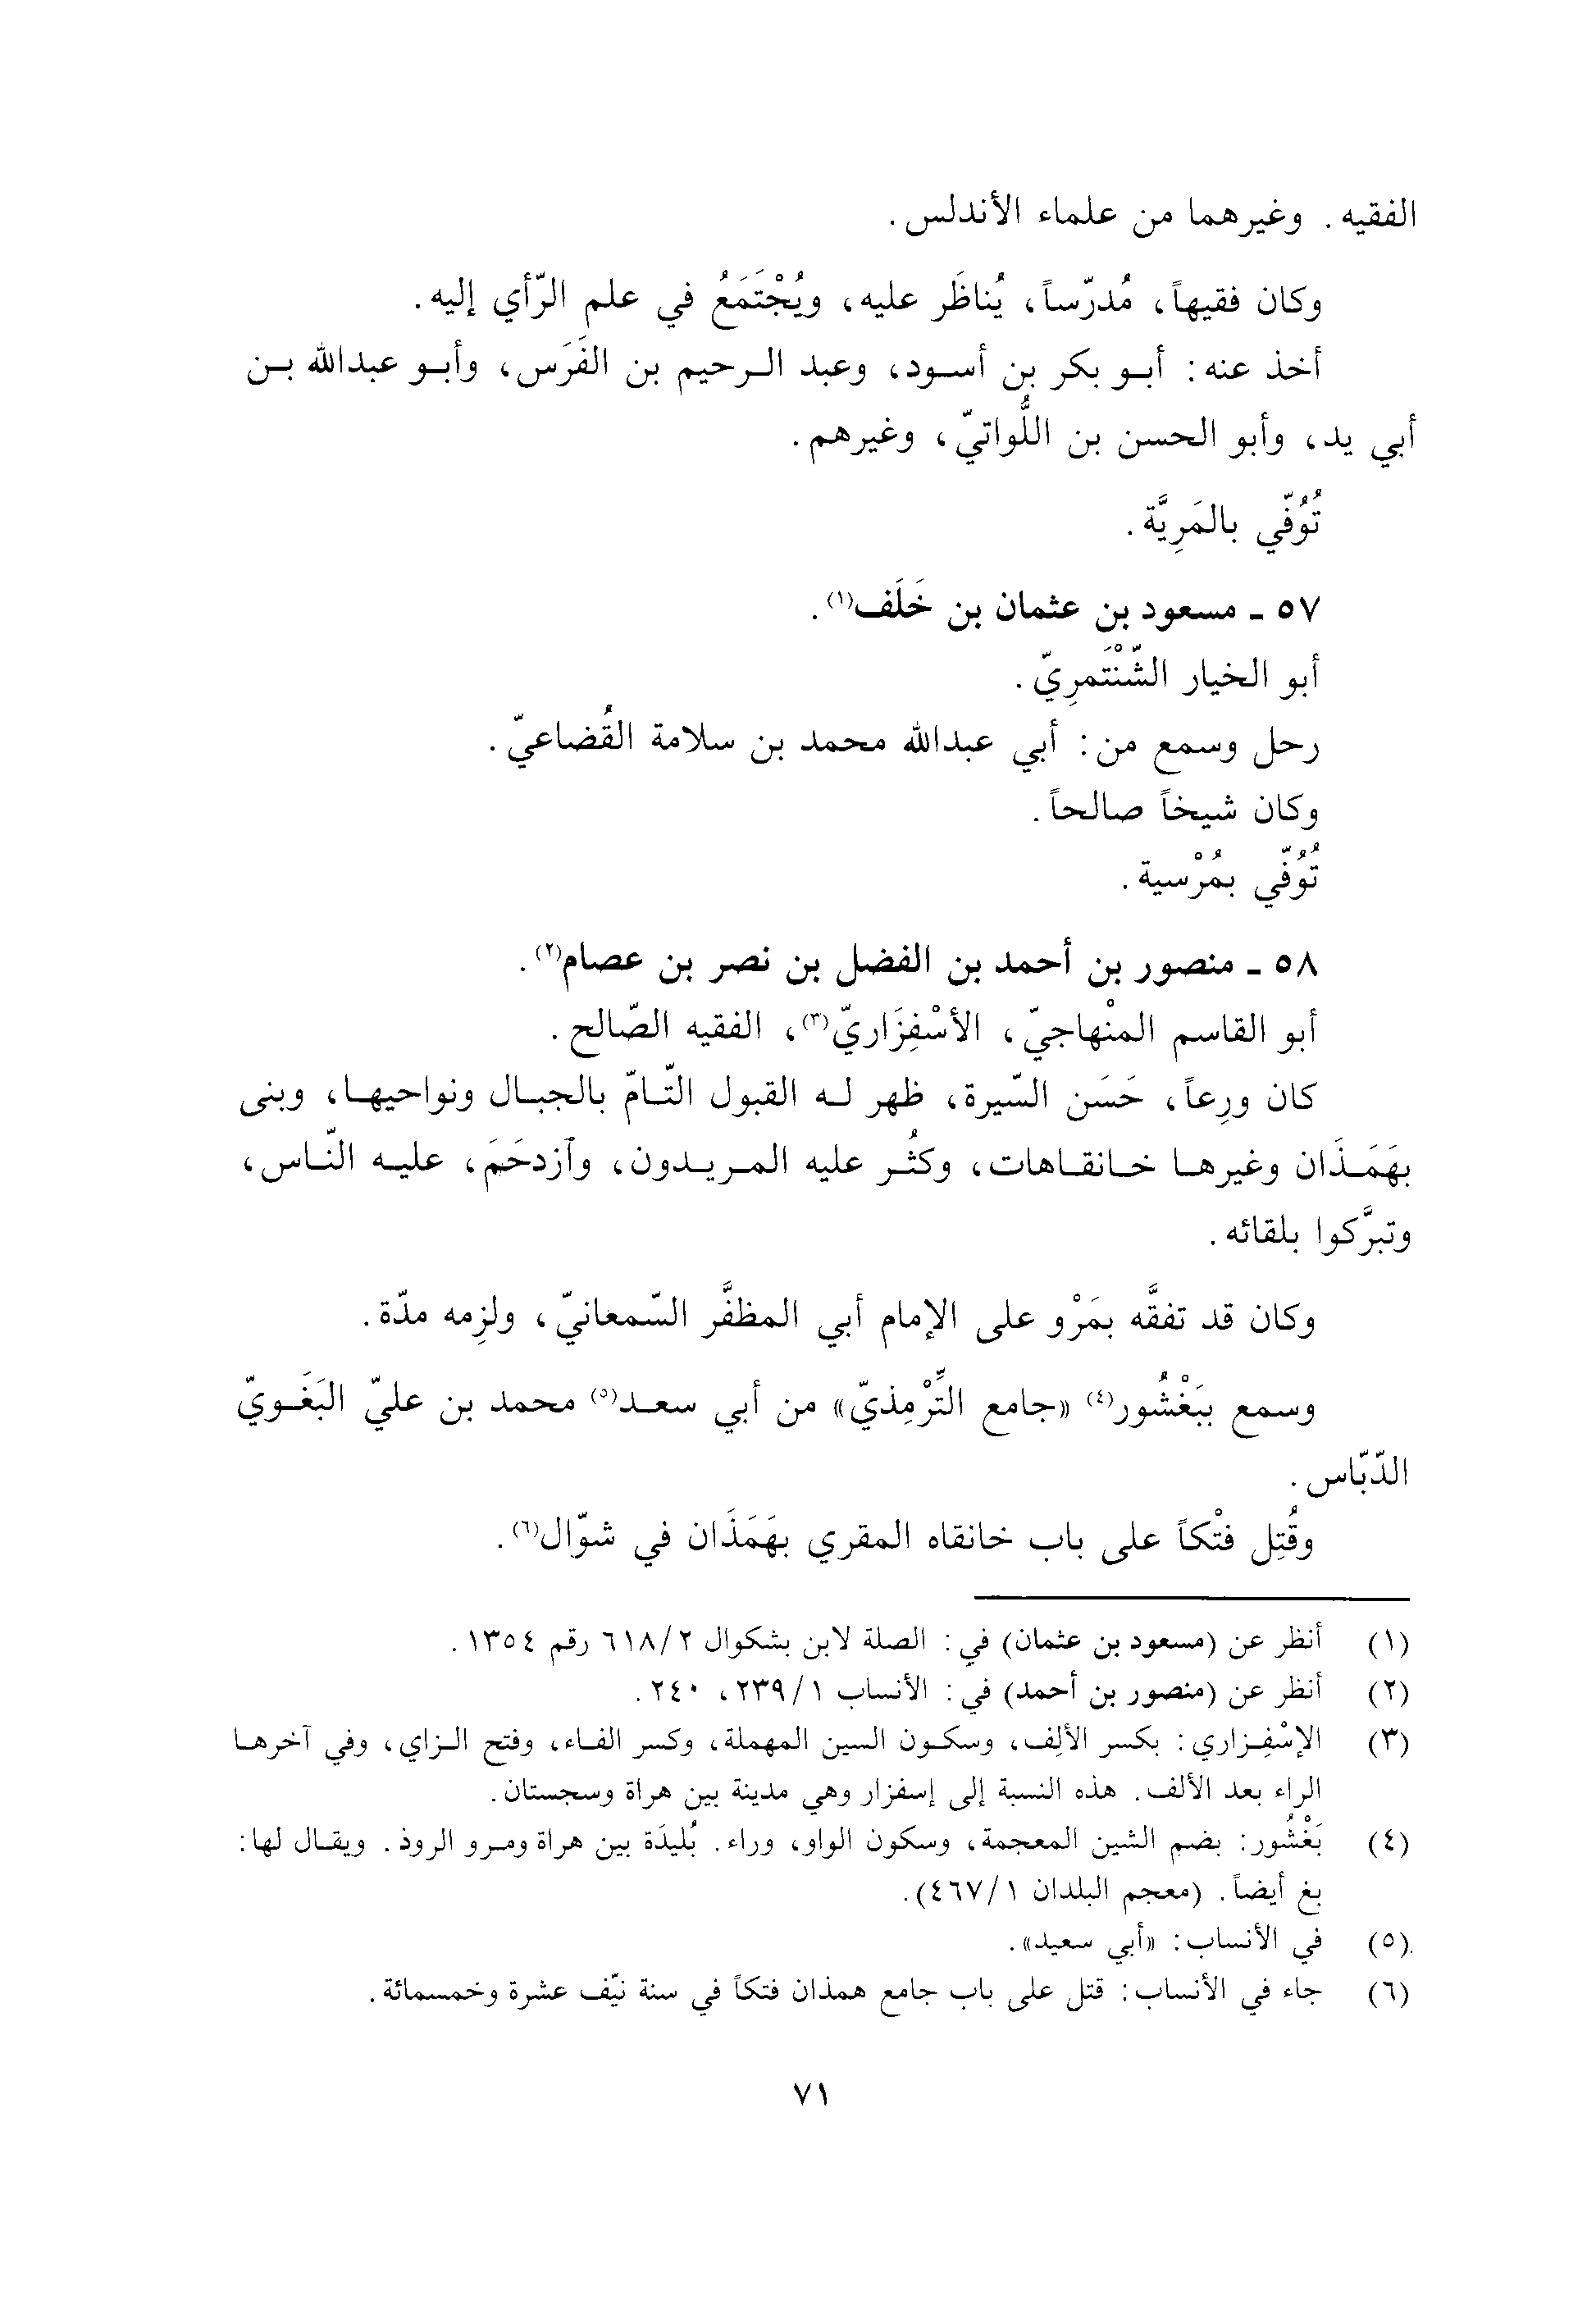 الفقيه. وغيرهما من علماء الأندلس.
وكان فقيهاً، مُدرّساً، يُناظَر عليه، ويُجْتَمَعُ في علم الرّأي إليه.
أخذ عنه: أبو بكر بن أسود، وعبد الرحيم بن الفَرَس، وأبو عبدالله بن
أبي يد، وأبو الحسن بن اللُّواتيّ، وغيرهم.
تُوُفّي بالمَرِيَّة.
٥٧ - مسعود بن عثمان بن خَلَف(١).
أبو الخيار الشّنْتَمرِيّ.
رحل وسمع من: أبي عبدالله محمد بن سلامة القُضاعيّ.
وكان شيخاً صالحاً.
تُوُفّي بمُرْسية.
٥٨ - منصور بن أحمد بن الفضل بن نصر بن عصام(٢).
أبو القاسم المنْهاجيّ، الأسْفِزَاريّ(٣)، الفقيه الصّالح.
كان ورِعاً، حَسَن السّيرة، ظهر له القبول التّامّ بالجبال ونواحيها، وبنى
بهَمَذَان وغيرها خانقاهات، وكثُر عليه المريدون، وٱزدحَمَ، عليه النّاس،
وتبرَّكوا بلقائه.
وكان قد تفقَّه بمَرْو على الإمام أبي المظفَّر السّمعانيّ، ولزِمه مدّة.
وسمع ببَغْشُور(٤) «جامع التِّرْمِذيّ» من أبي سعد(٥) محمد بن عليّ البَغَويّ
الدّبّاس.
وقُتِل فتْكاً على باب خانقاه المقري بهَمَذَان في شوّال(٦).
(١) أنظر عن (مسعود بن عثمان) في: الصلة لابن بشكوال ٦١٨/٢ رقم ١٣٥٤.
(٢) أنظر عن (منصور بن أحمد) في: الأنساب ٢٣٩/١، ٢٤٠.
(٣) الإسْفِزاري: بكسر الألِف، وسكون السين المهملة، وكسر الفاء، وفتح الزاي، وفي آخرها
الراء بعد الألف. هذه النسبة إلى إسفزار وهي مدينة بين هراة وسجستان.
(٤) بَغْشُور: بضم الشين المعجمة، وسكون الواو، وراء. بُليدَة بين هراة ومرو الروذ. ويقال لها:
بغ أيضاً. (معجم البلدان ٤٦٧/١).
(٥) في الأنساب: «أبي سعيد».
(٦) جاء في الأنساب: قتل على باب جامع همذان فتكاً في سنة نيّف عشرة وخمسمائة.
٧١